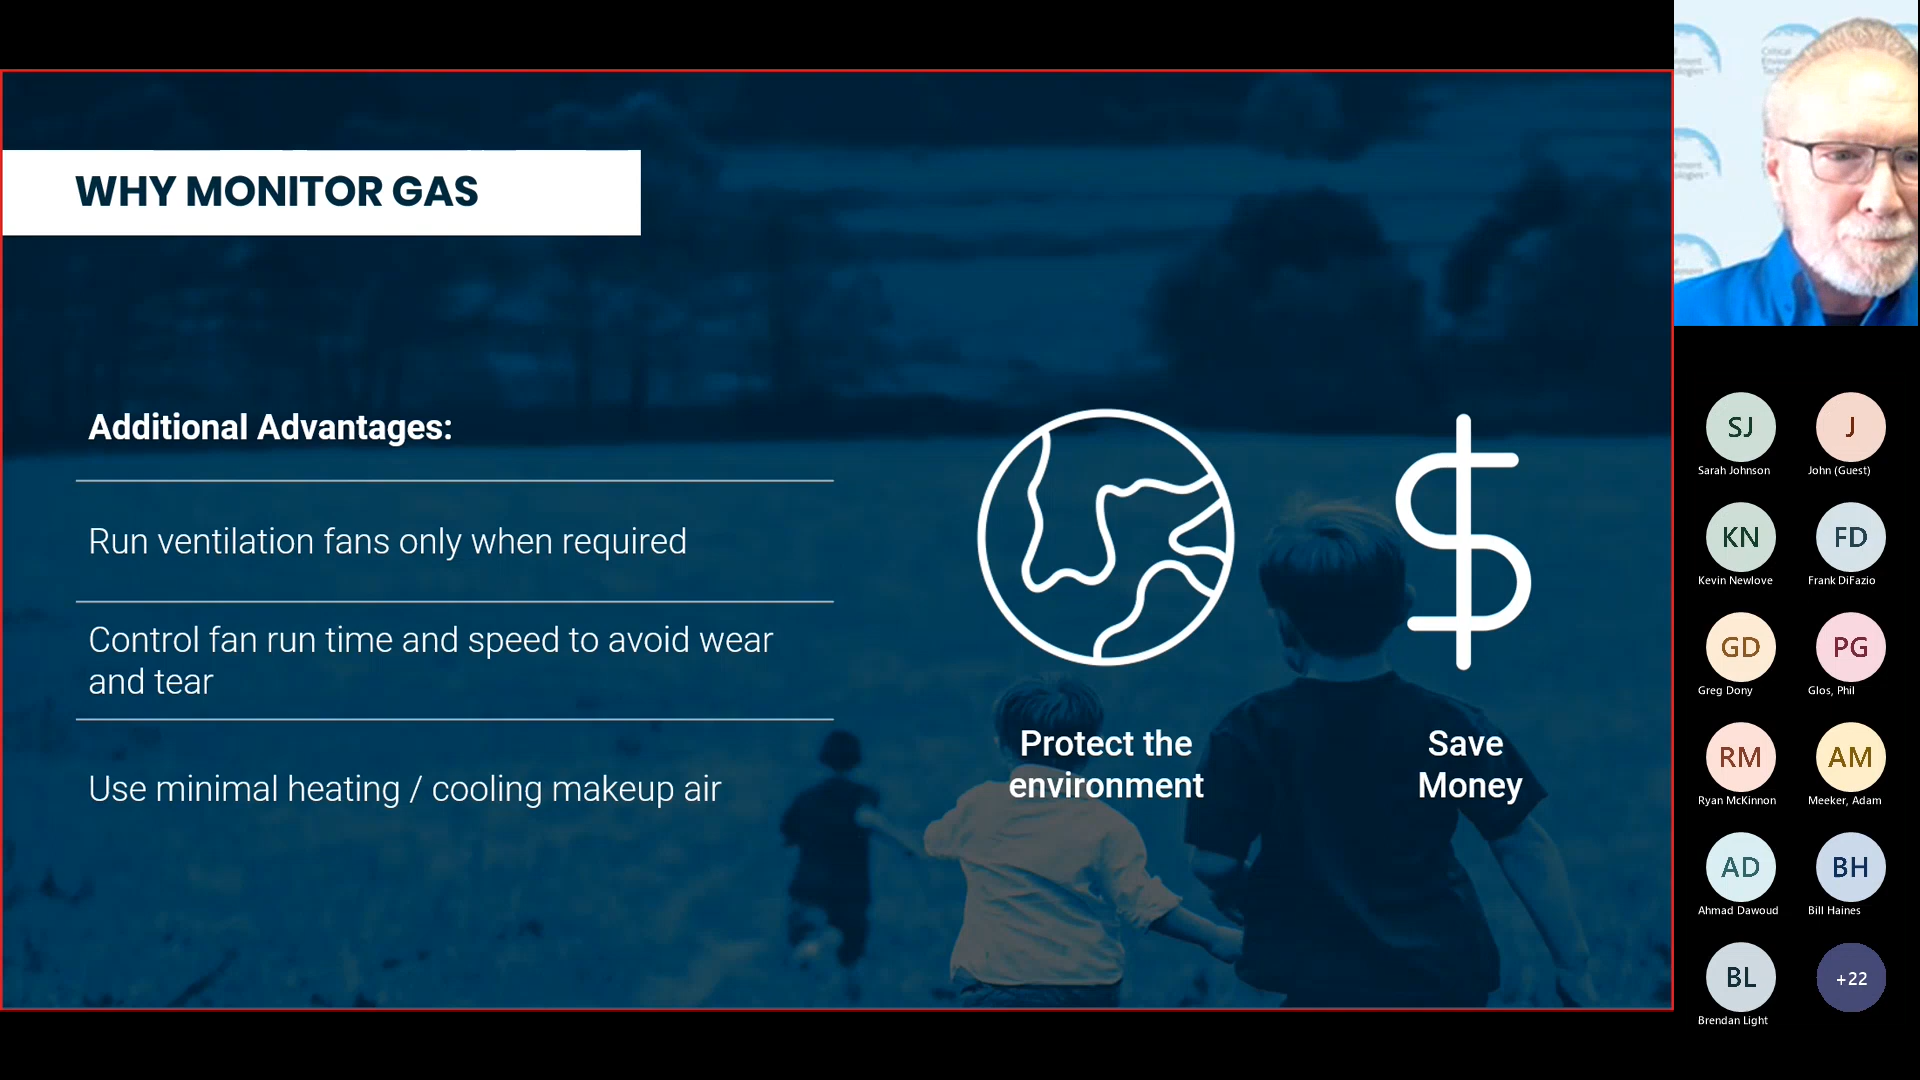 WHY MONITOR GAS
Additional Advantages:
Run ventilation fans only when required
Control fan run time and speed to avoid wear
and tear
Use minimal heating / cooling makeup air
Protect the
environment
Save
Money
SJ
Sarah Johnson
J
John (Guest)
KN
Kevin Newlove
FD
Frank DiFazio
GD
Greg Dony
PG
Glos, Phil
RM
Ryan McKinnon
AM
Meeker, Adam
AD
Ahmad Dawoud
BH
Bill Haines
BL
Brendan Light
+22